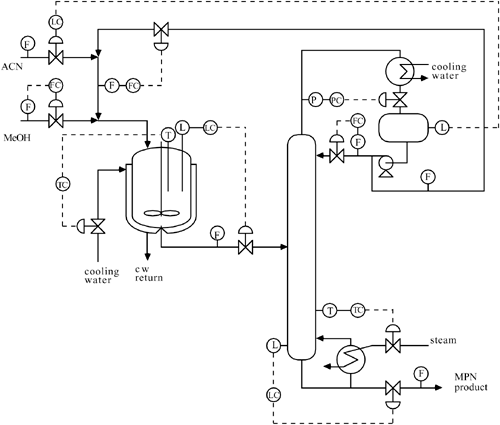 LC
F
ACN
FC
F
FC
F
MeOH
L
LC
T
TC
cooling
water
c w
return
F
cooling
water
P
PC
L
FC
F
F
T
TC
L
steam
F
MPN
product
LC